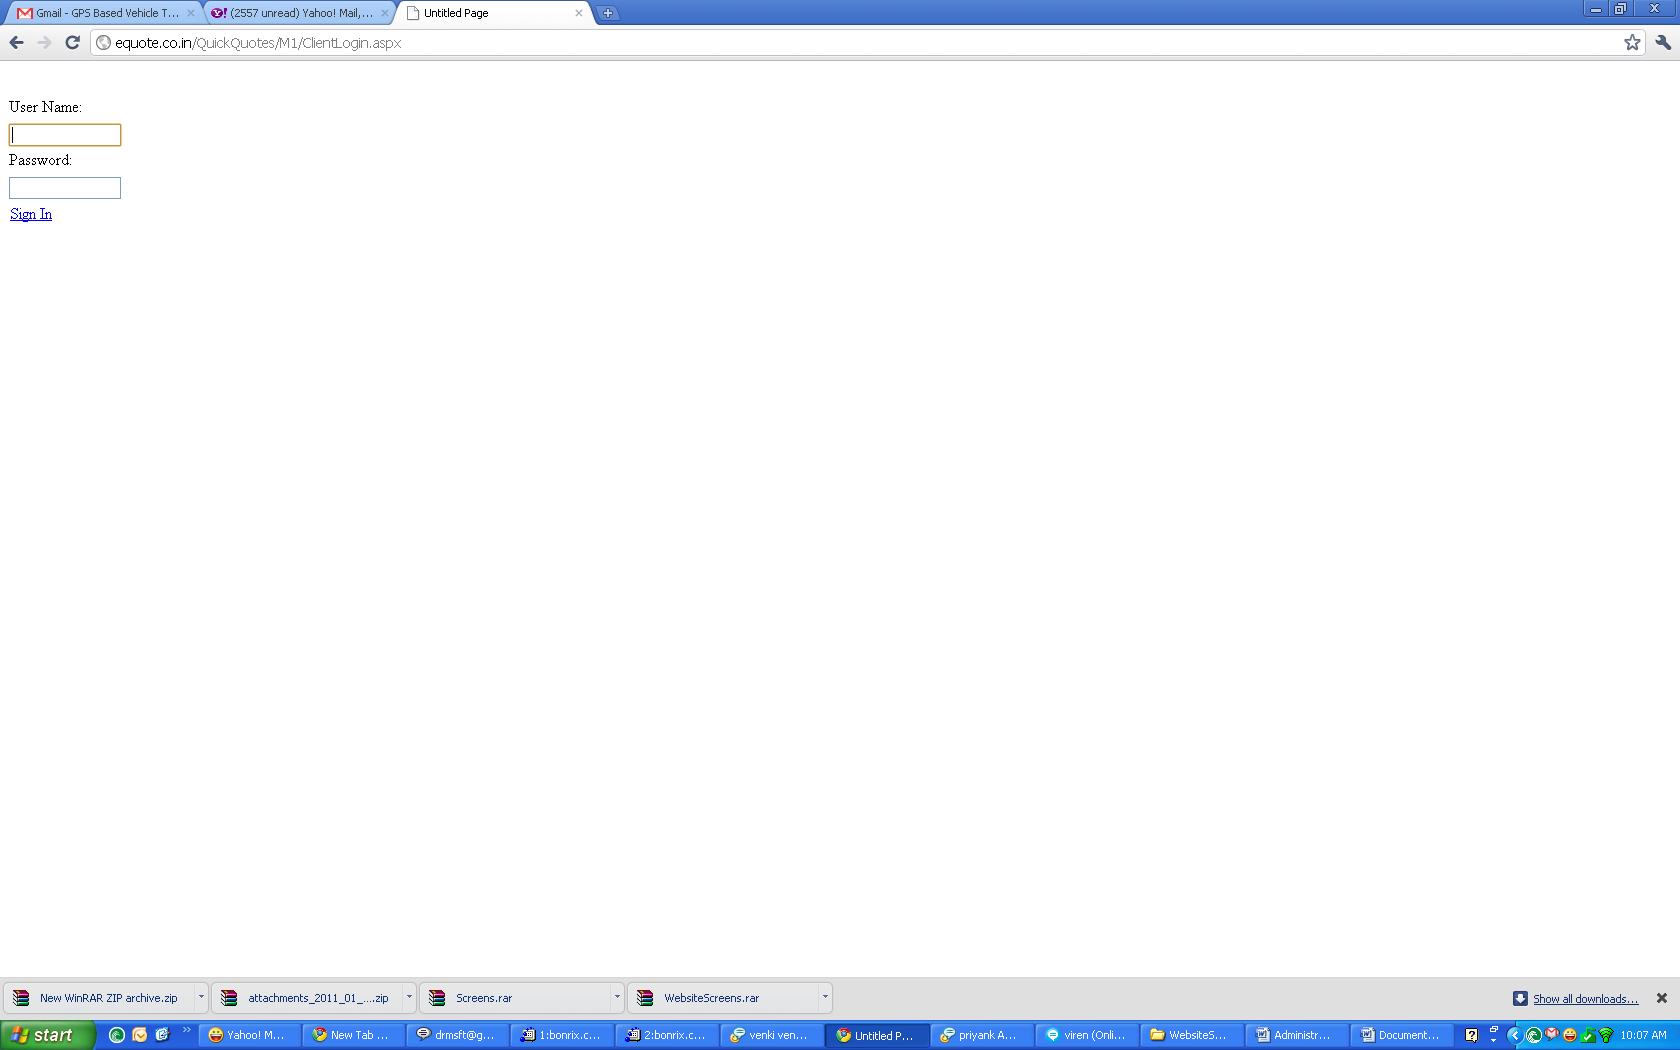 Gmail - GPS Based Vehicle T...
(2557 unread) Yahoo! Mail,...
Untitled Page
equote.co.in/QuickQuotes/M1/ClientLogin.aspx
User Name:
Password:
Sign In
New WinRAR ZIP archive.zip
attachments_2011_01_....zip
Screens.rar
WebsiteScreens.rar
Show all downloads...
start
Yahoo! M...
New Tab ...
drmsft@g...
1:bonrix.c...
2:bonrix.c...
venki ven...
Untitled P...
priyank A...
viren (Onli...
WebsiteS...
Administr...
Document...
10:07 AM